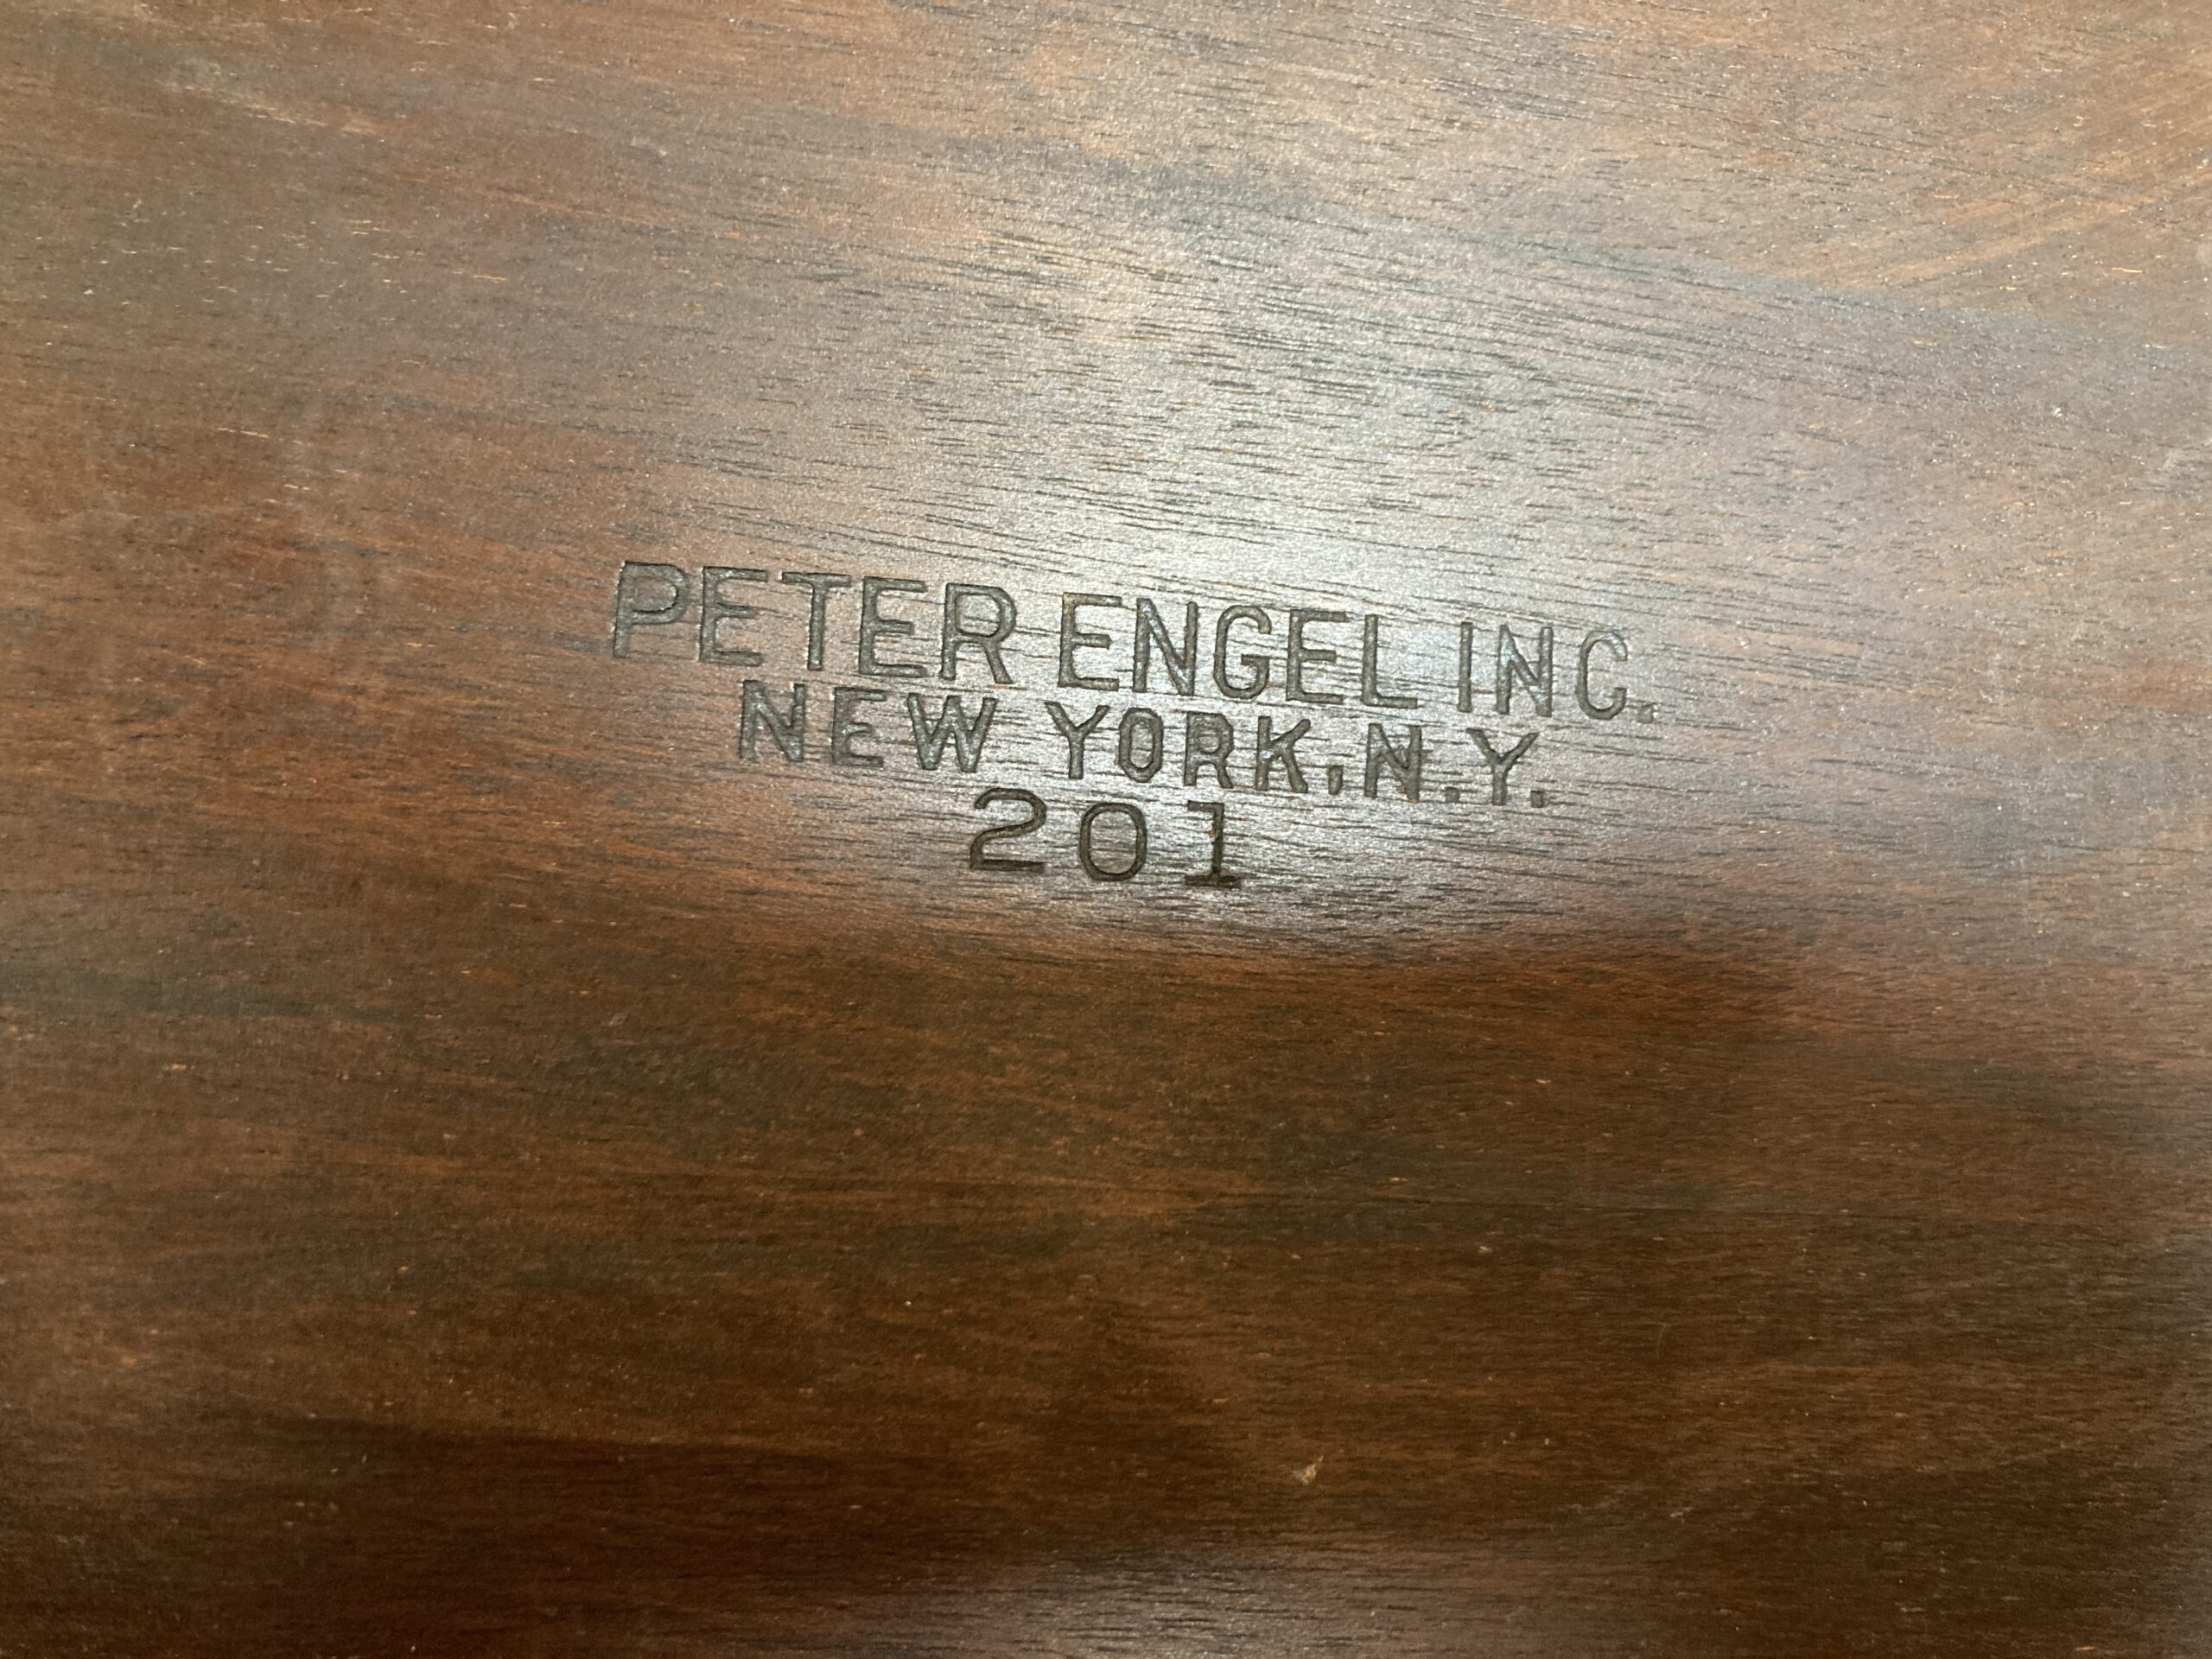 PETER ENGEL INC.
NEW YORK, N.Y.
201